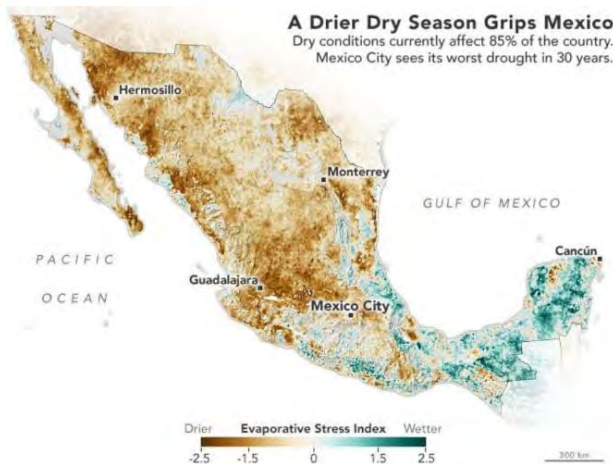 A Drier Dry Season Grips Mexico
Dry conditions currently affect 85% of the country.
Mexico City sees its worst drought in 30 years.
Hermosillo
Monterrey
GULF OF MEXICO
Cancún
PACIFIC
OCEAN
Guadalajara
Mexico City
Drier Evaporative Stress Index Wetter
-2.5 -1.5 0 1.5 2.5
300 km